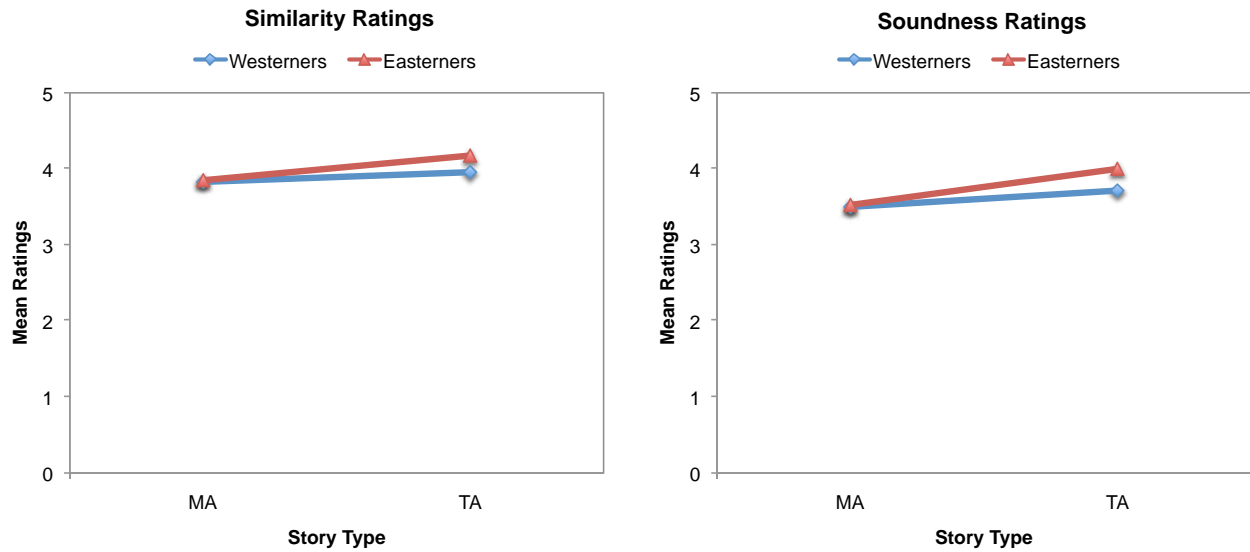 Similarity Ratings
Westerners Easterners
5
4
3
2
1
0
Mean Ratings
MA TA
Story Type
Soundness Ratings
Westerners Easterners
5
4
3
2
1
0
Mean Ratings
MA TA
Story Type